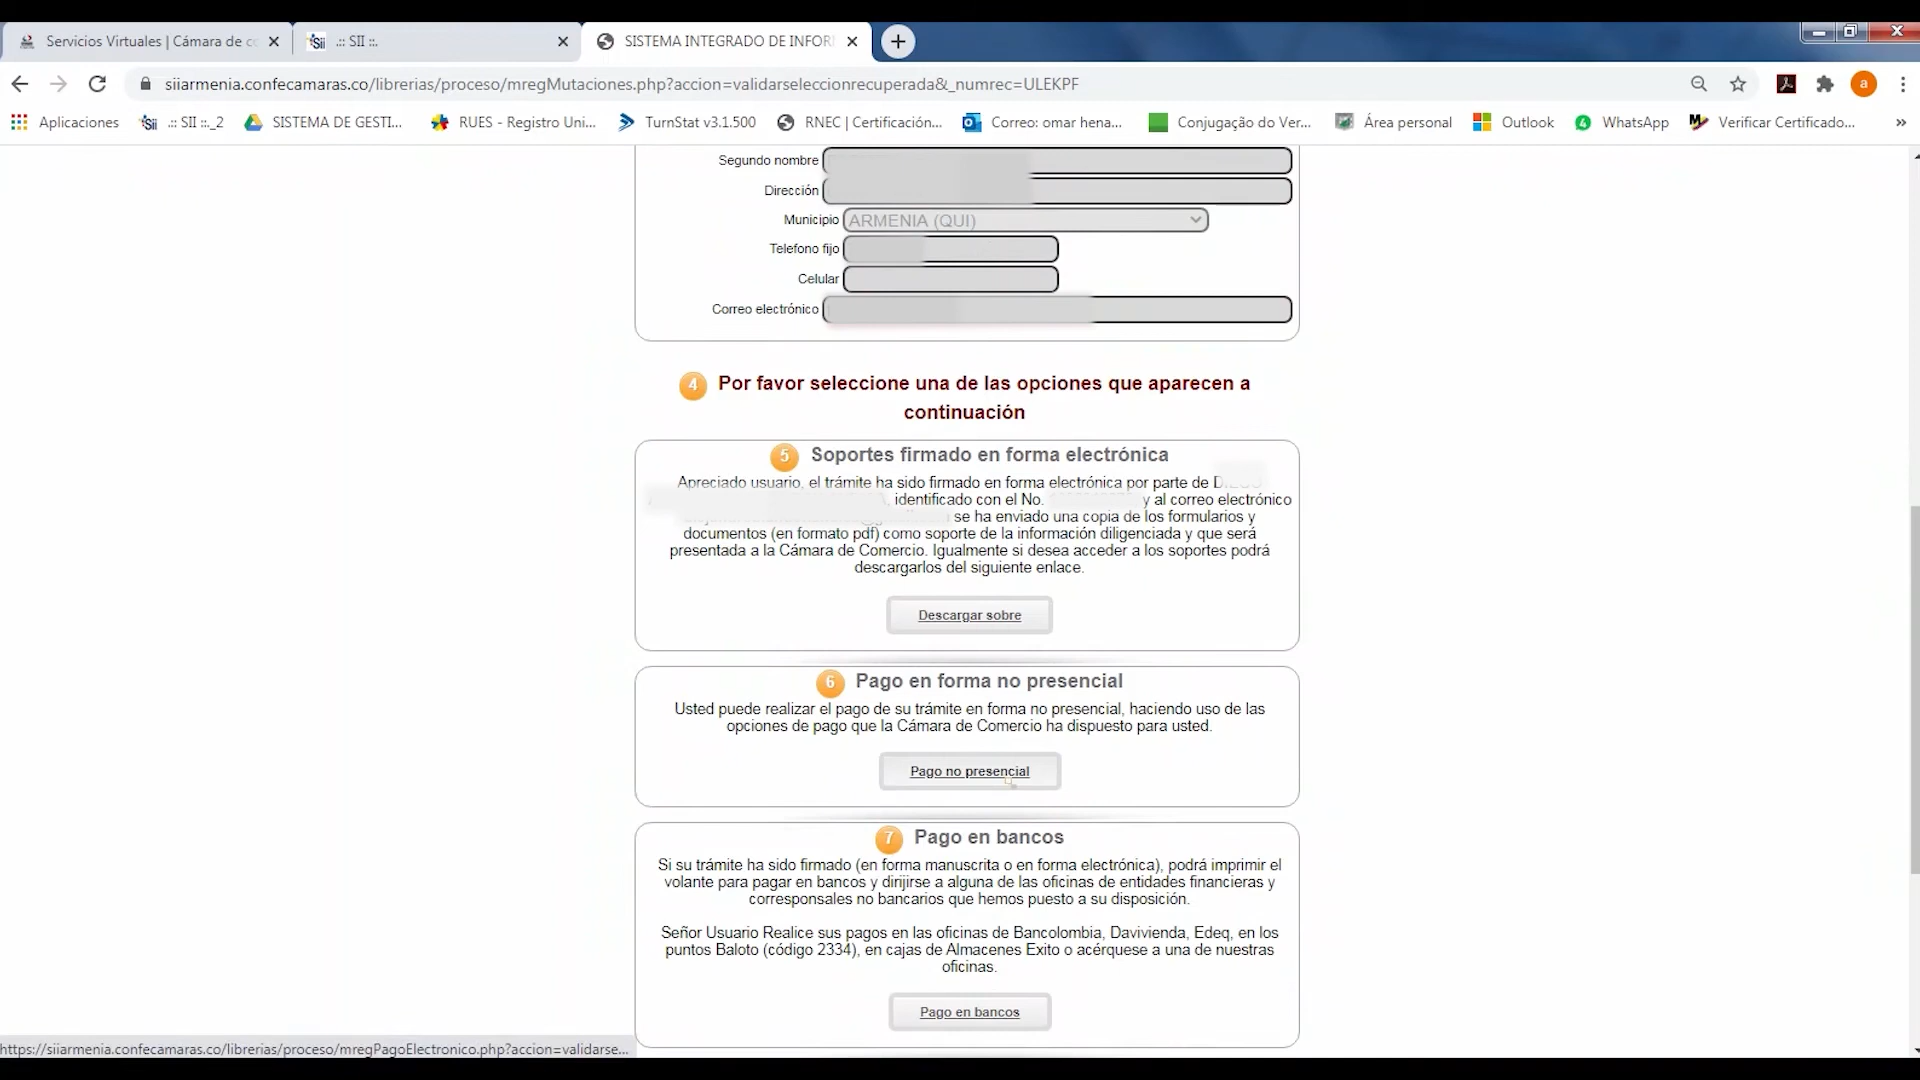 Servicios Virtuales | Cámara de co
.:: SII ::.
SISTEMA INTEGRADO DE INFOR
siiarmenia.confecamaras.co/librerias/proceso/mregMutaciones.php?accion=validarseleccionrecuperada&_numrec=ULEKPF
a
Aplicaciones
.:: SII ::._2
SISTEMA DE GESTI...
RUES - Registro Uni...
TurnStat v3.1.500
RNEC | Certificación...
Correo: omar hena...
Conjugação do Ver...
Área personal
Outlook
4 WhatsApp
Verificar Certificado...
»
Segundo nombre
Dirección
Municipio ARMENIA (QUI)
Telefono fijo
Celular
Correo electrónico
4 Por favor seleccione una de las opciones que aparecen a
continuación
5 Soportes firmado en forma electrónica
Apreciado usuario, el trámite ha sido firmado en forma electrónica por parte de
, identificado con el No. y al correo electrónico
se ha enviado una copia de los formularios y
documentos (en formato pdf) como soporte de la información diligenciada y que será
presentada a la Cámara de Comercio. Igualmente si desea acceder a los soportes podrá
descargarlos del siguiente enlace.
Descargar sobre
6 Pago en forma no presencial
Usted puede realizar el pago de su trámite en forma no presencial, haciendo uso de las
opciones de pago que la Cámara de Comercio ha dispuesto para usted.
Pago no presencial
7 Pago en bancos
Si su trámite ha sido firmado (en forma manuscrita o en forma electrónica), podrá imprimir el
volante para pagar en bancos y dirijirse a alguna de las oficinas de entidades financieras y
corresponsales no bancarios que hemos puesto a su disposición.
Señor Usuario Realice sus pagos en las oficinas de Bancolombia, Davivienda, Edeq, en los
puntos Baloto (código 2334), en cajas de Almacenes Exito o acérquese a una de nuestras
oficinas.
Pago en bancos
https://siiarmenia.confecamaras.co/librerias/proceso/mregPagoElectronico.php?accion=validarse...